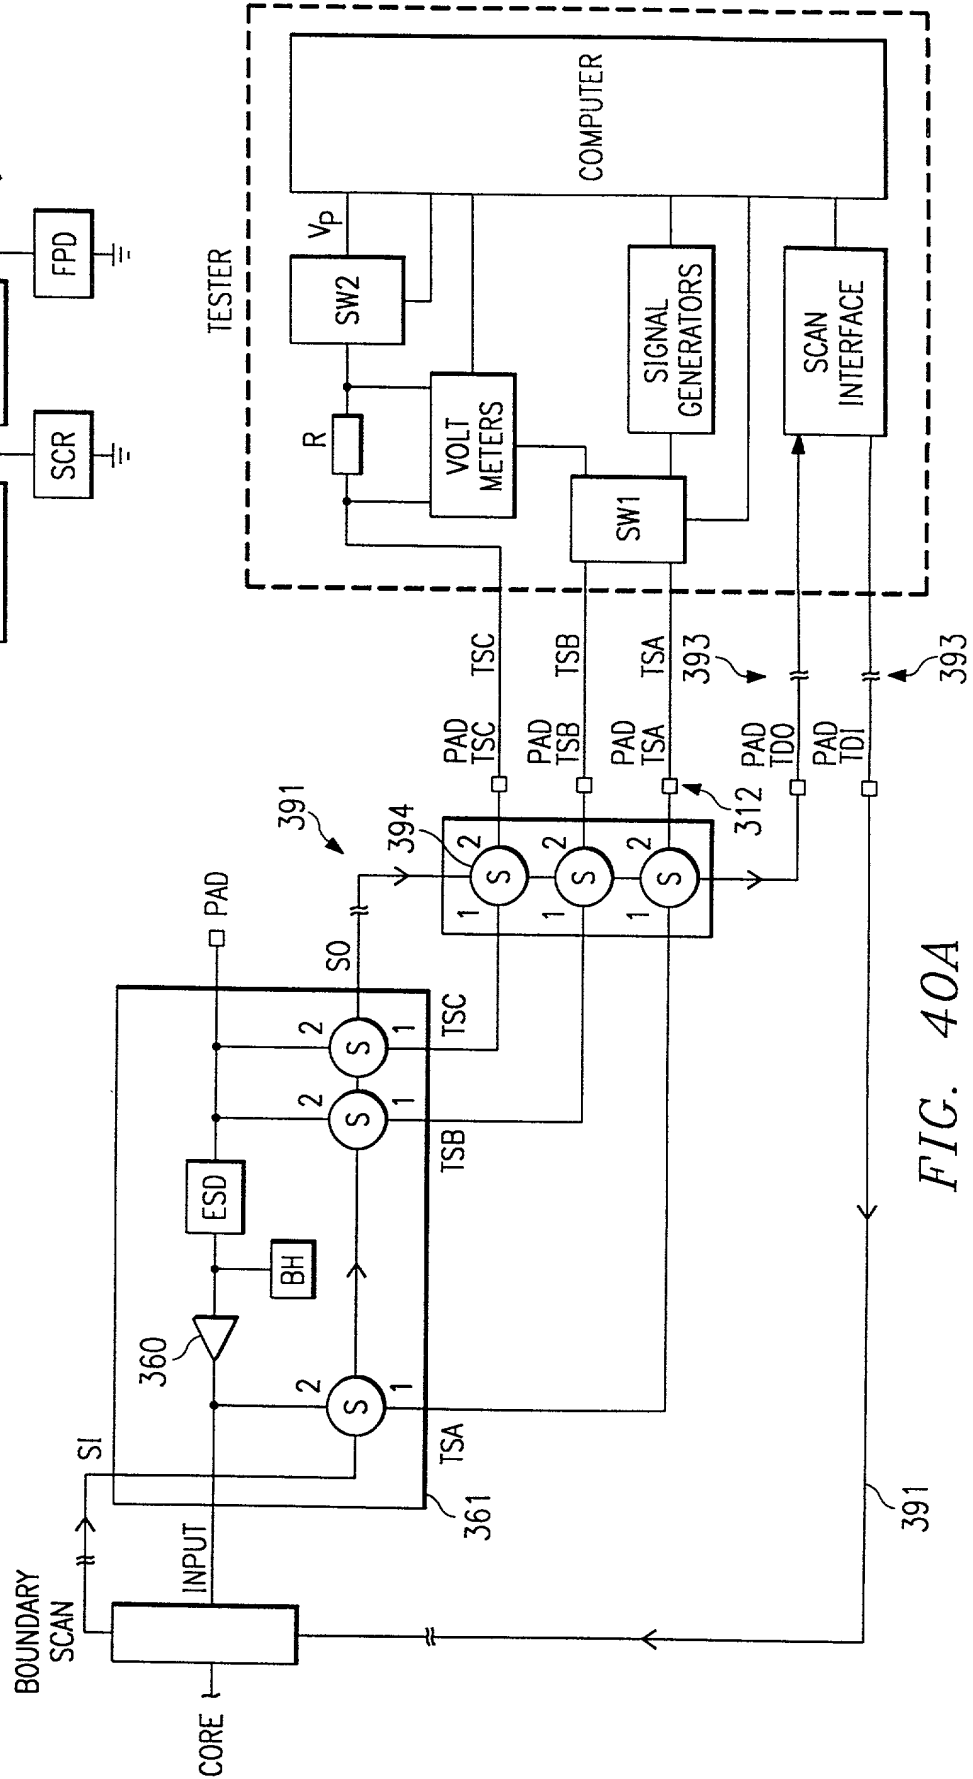 SCR
FPD
TESTER
COMPUTER
VP
SW2
R
VOLT
METERS
SIGNAL
GENERATORS
SW1
SCAN
INTERFACE
TSC
TSB
TSA
393
393
PAD
TSC
PAD
TSB
PAD
TSA
PAD
TDO
PAD
TDI
312
391
394
2
2
2
S
S
S
1
1
1
PAD
SO
ESD
BH
360
2
2
2
S
S
S
1
1
1
TSC
TSB
TSA
SI
361
INPUT
BOUNDARY
SCAN
CORE
391
FIG. 40A